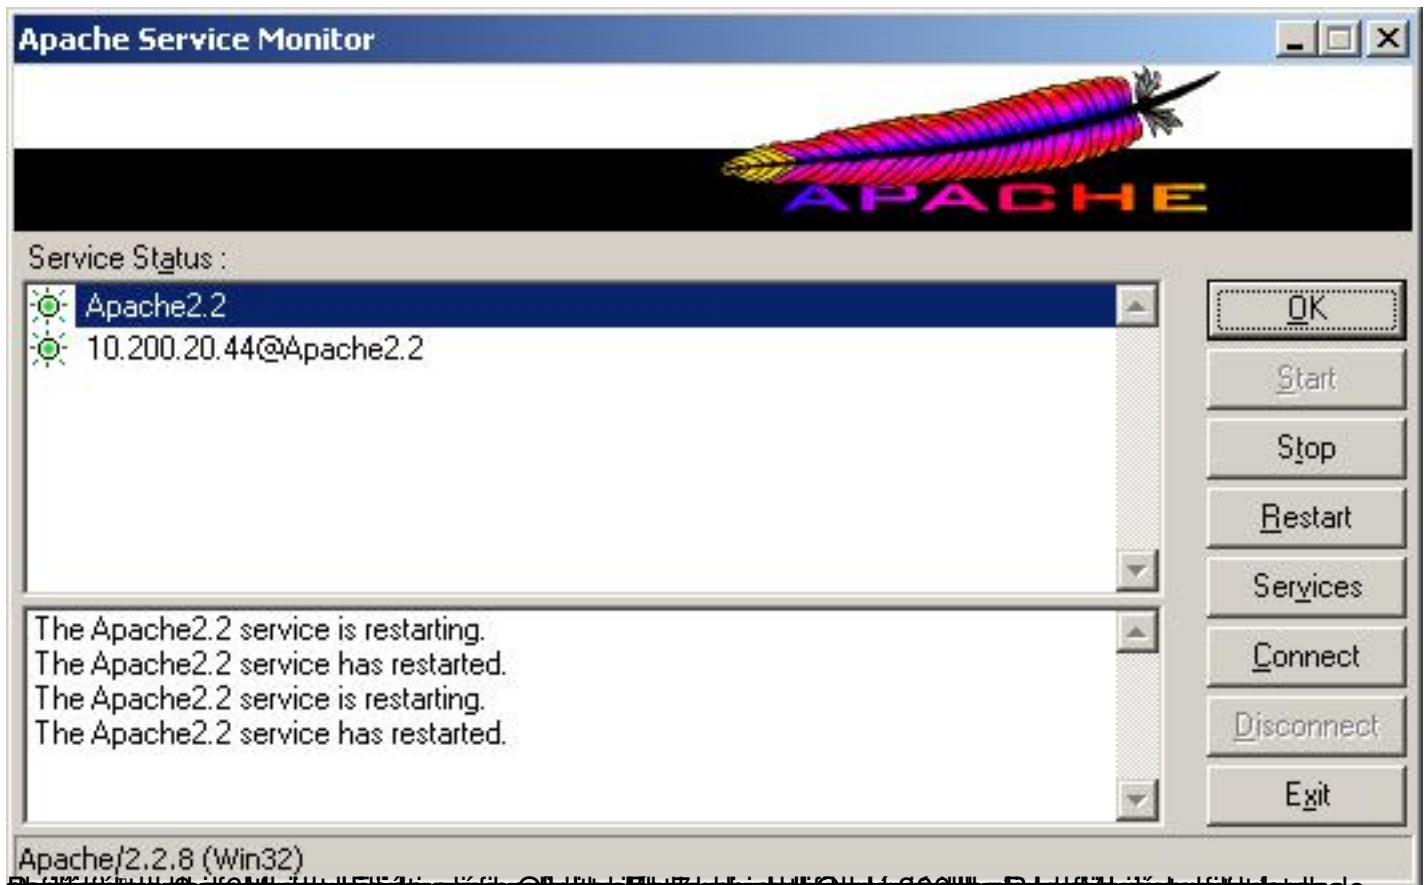 Apache Service Monitor
APACHE
Service Status :
Apache2.2
10.200.20.44@Apache2.2
OK
Start
Stop
Restart
Services
Connect
Disconnect
Exit
The Apache2.2 service is restarting.
The Apache2.2 service has restarted.
The Apache2.2 service is restarting.
The Apache2.2 service has restarted.
Apache/2.2.8 (Win32)